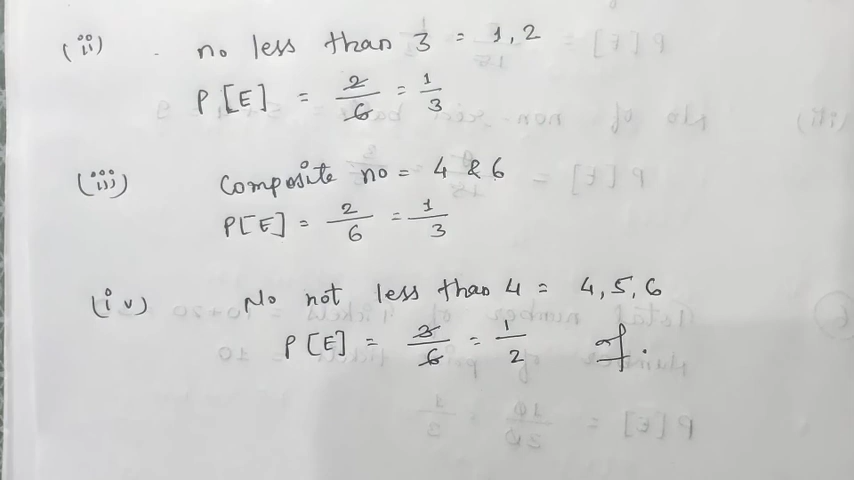 (ii) . no less than 3 = 1, 2
P [E] = 2/6 = 1/3
(iii) Composite no = 4 & 6
P[E] = 2/6 = 1/3
(iv) No not less than 4 = 4, 5, 6
P [E] = 3/6 = 1/2